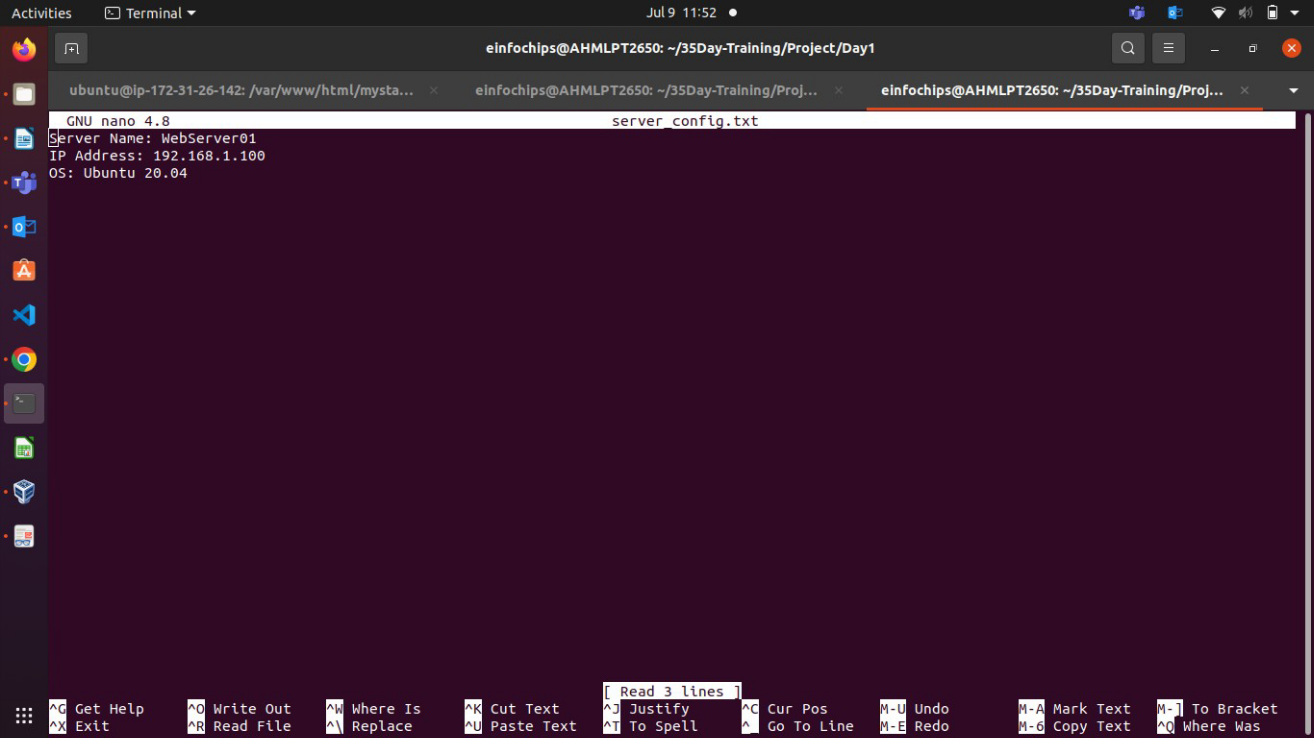 Activities Terminal Jul 9 11:52
einfochips@AHMLPT2650: ~/35Day-Training/Project/Day1
ubuntu@ip-172-31-26-142: /var/www/html/mysta... einfochips@AHMLPT2650: ~/35Day-Training/Proj... einfochips@AHMLPT2650: ~/35Day-Training/Proj...
GNU nano 4.8 server_config.txt
Server Name: WebServer01
IP Address: 192.168.1.100
OS: Ubuntu 20.04
[ Read 3 lines ]
^G Get Help ^O Write Out ^W Where Is ^K Cut Text ^J Justify ^C Cur Pos M-U Undo M-A Mark Text M-] To Bracket
^X Exit ^R Read File ^\ Replace ^U Paste Text ^T To Spell ^_ Go To Line M-E Redo M-6 Copy Text ^Q Where Was